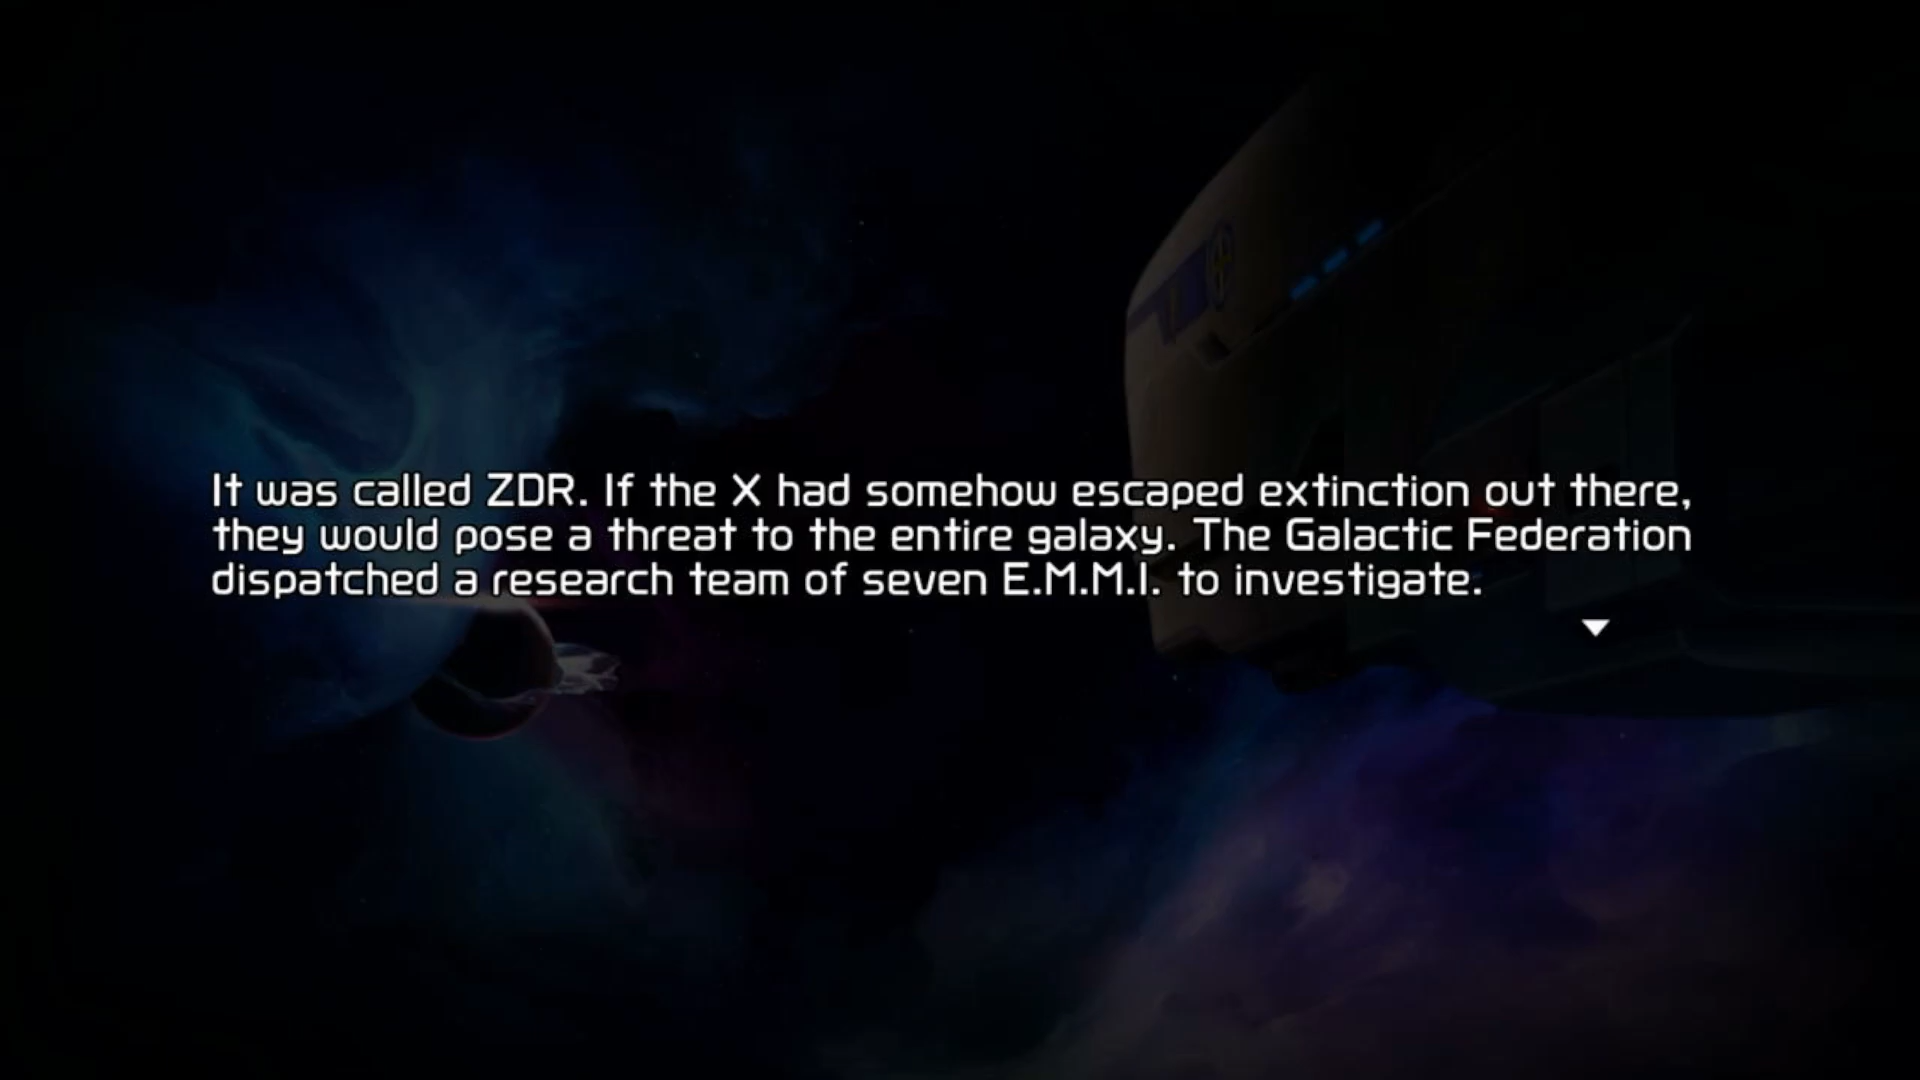 It was called ZDR. If the X had somehow escaped extinction out there,
they would pose a threat to the entire galaxy. The Galactic Federation
dispatched a research team of seven E.M.M.I. to investigate.